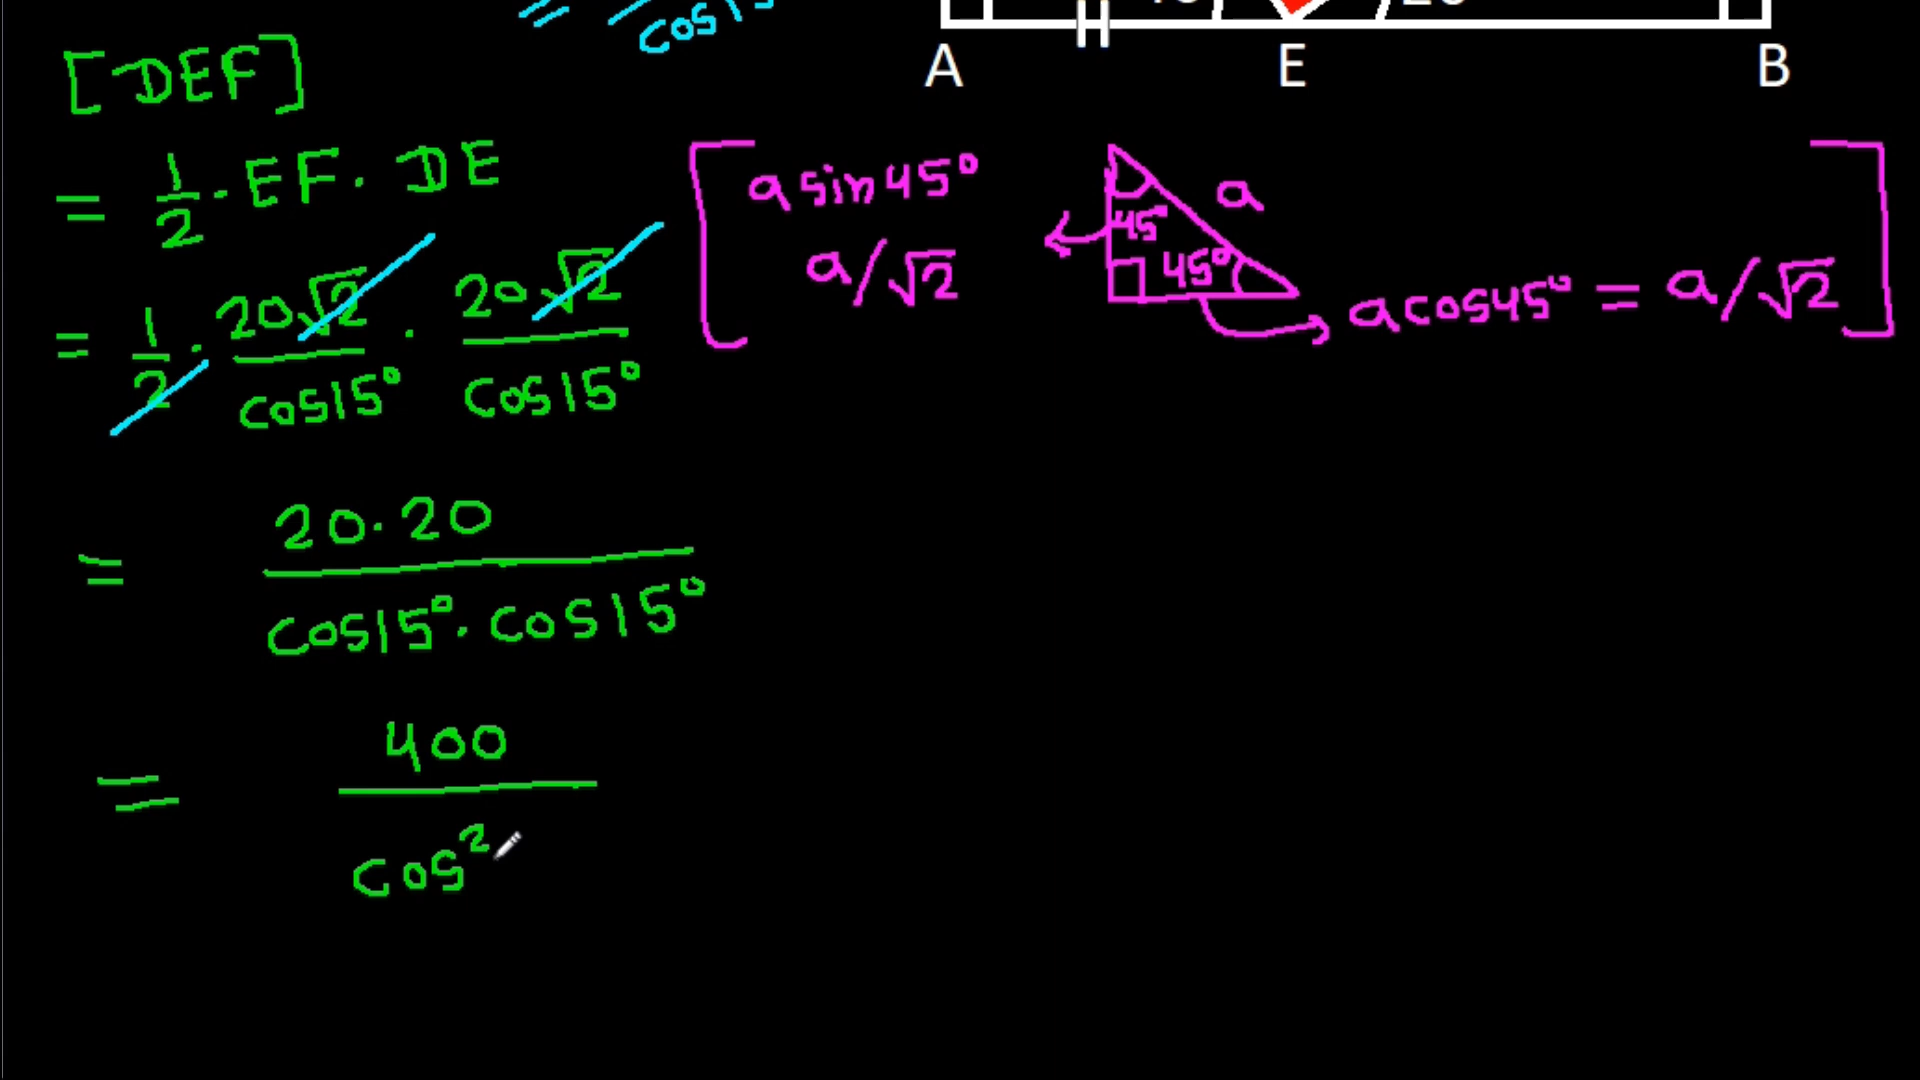 = / cos15
A E B
[DEF]
= 1/2 · EF · DE
= 1/2 · 20√2/cos15° · 20√2/cos15°
[a sin45°
a/√2
45° 45° a
a cos45° = a/√2]
= 20·20/cos15°·cos15°
= 400/cos²